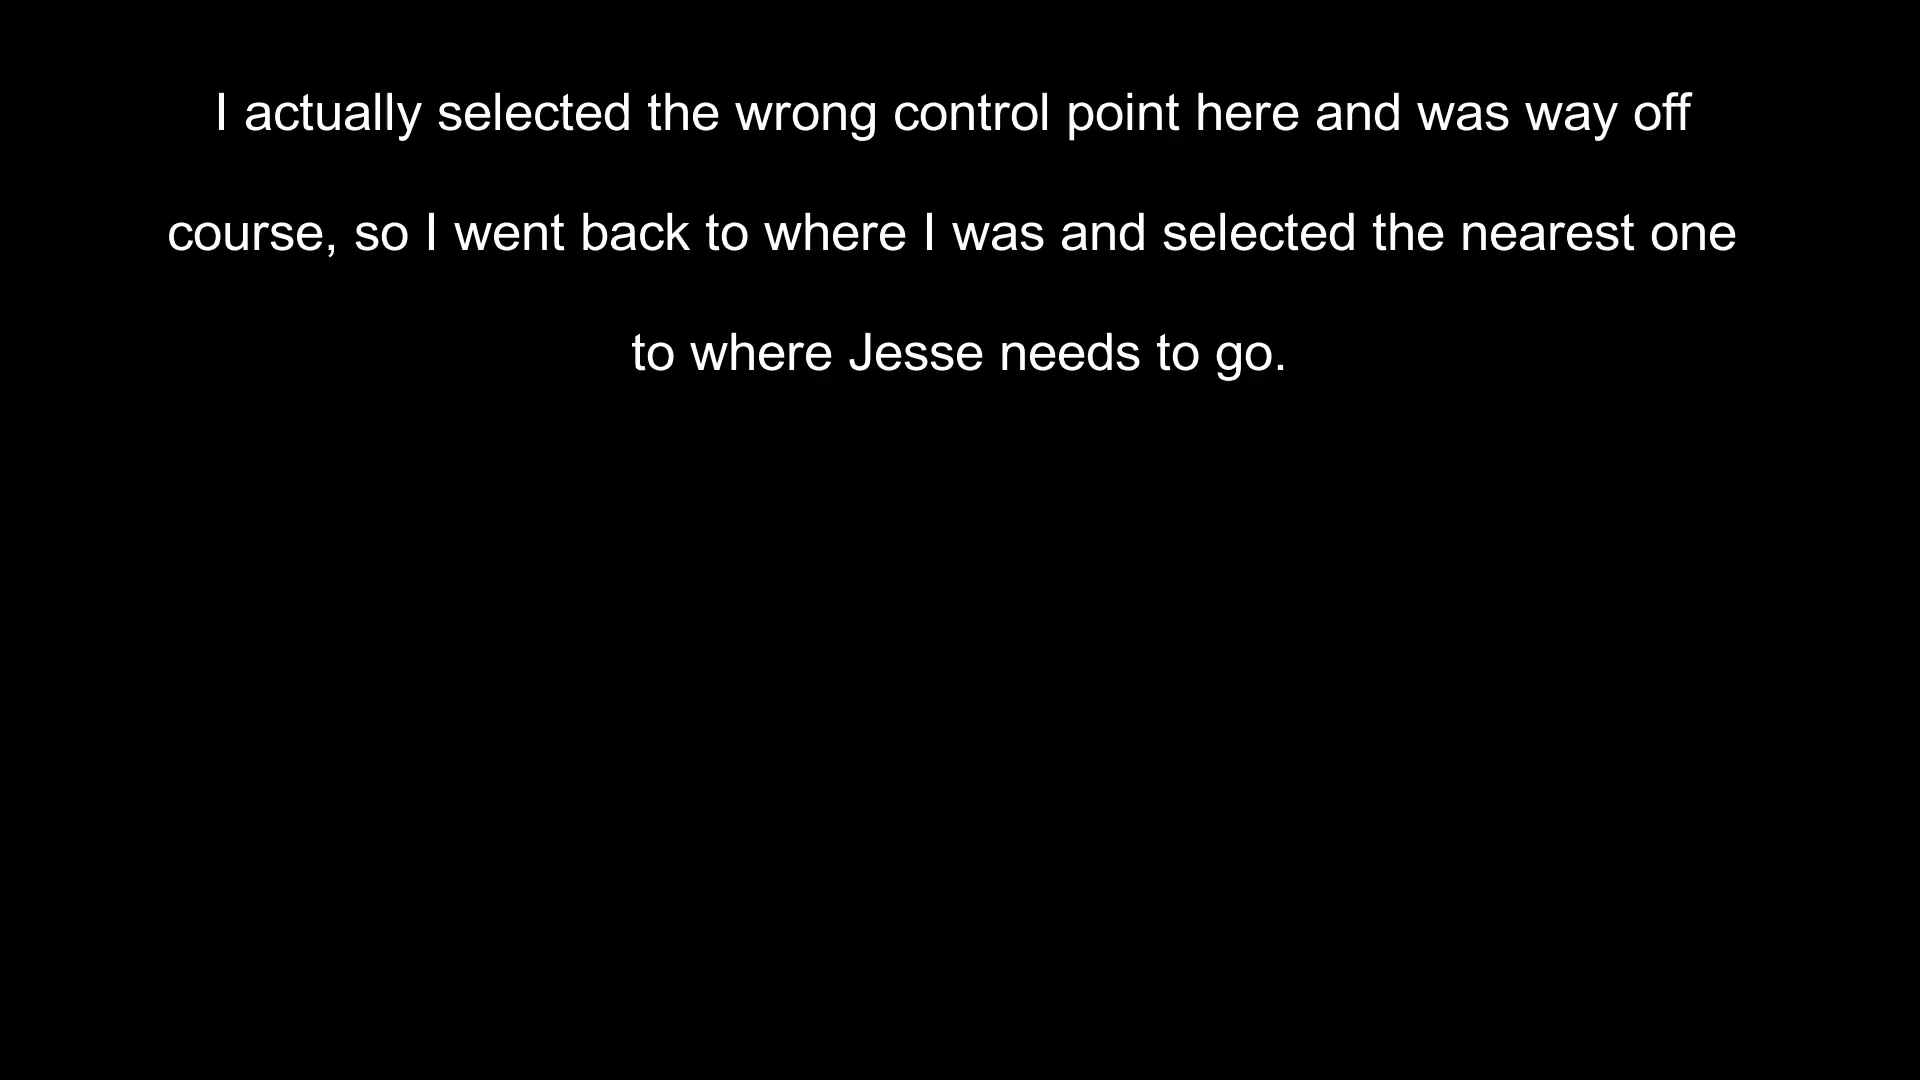 I actually selected the wrong control point here and was way off
course, so I went back to where I was and selected the nearest one
to where Jesse needs to go.